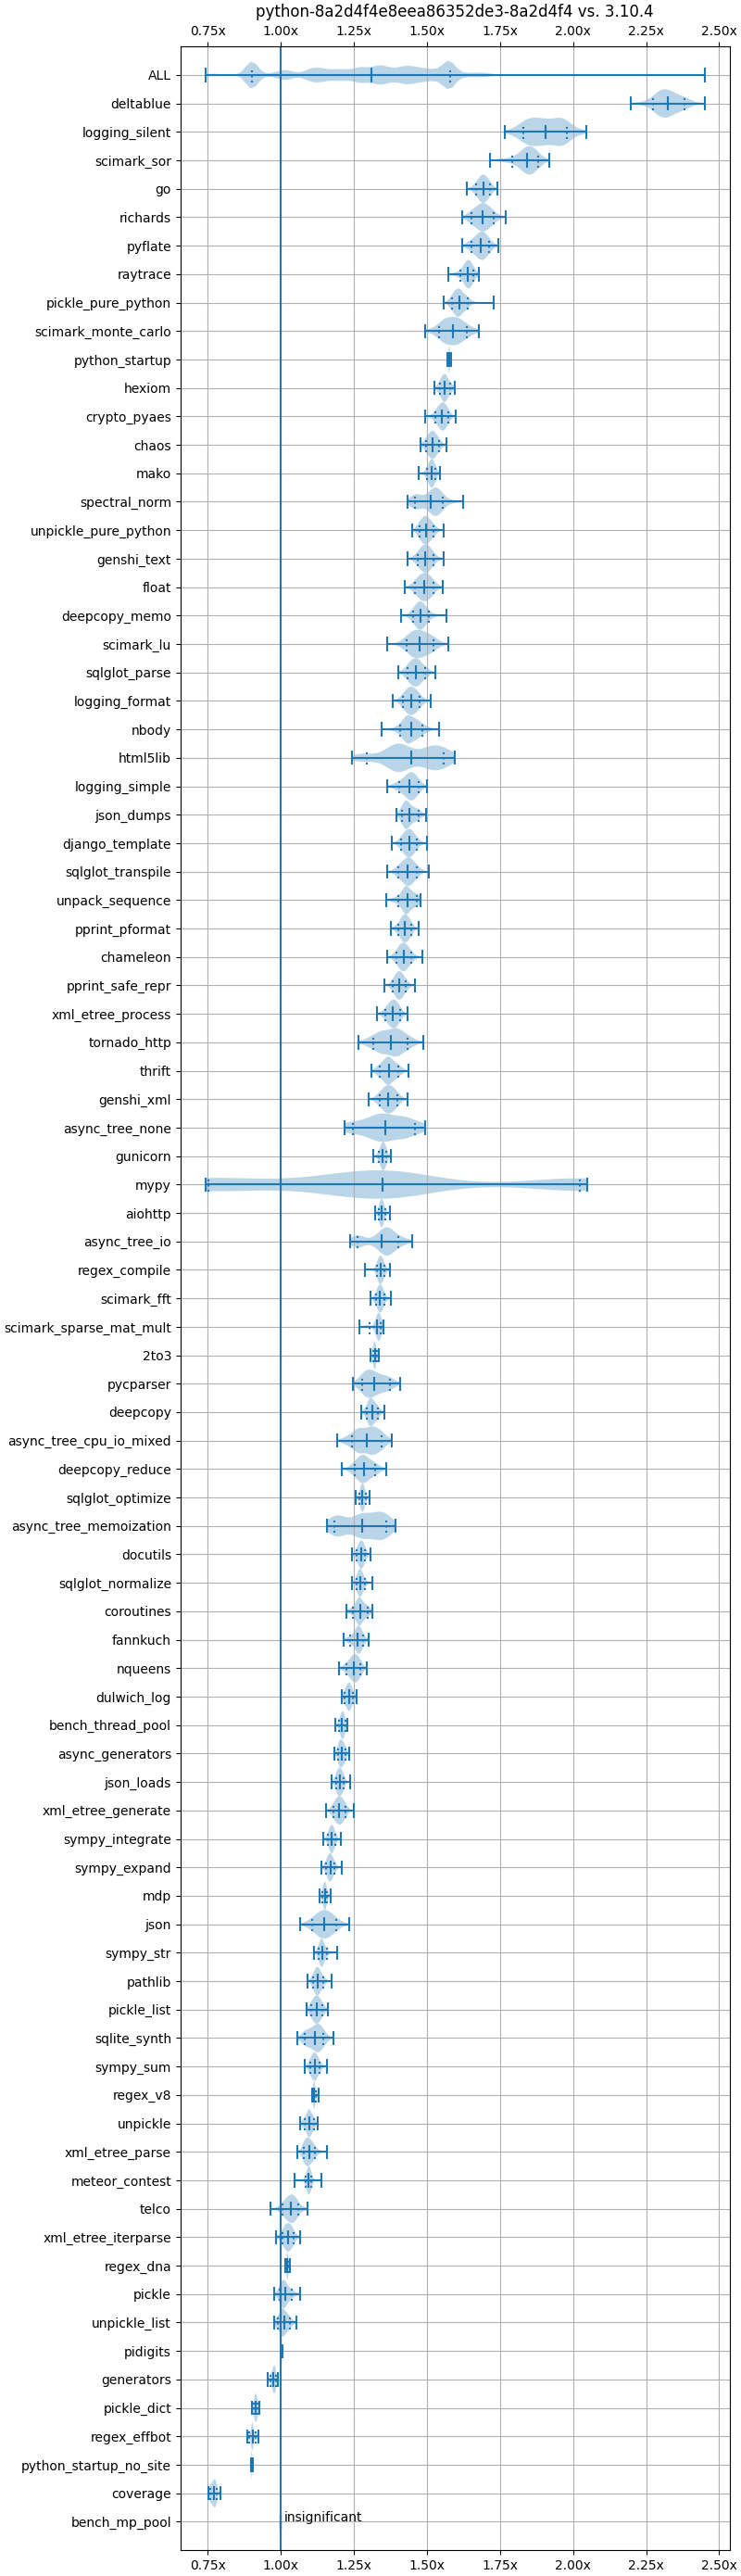 python-8a2d4f4e8eea86352de3-8a2d4f4 vs. 3.10.4
0.75x 1.00x 1.25x 1.50x 1.75x 2.00x 2.25x 2.50x
ALL
deltablue
logging_silent
scimark_sor
go
richards
pyflate
raytrace
pickle_pure_python
scimark_monte_carlo
python_startup
hexiom
crypto_pyaes
chaos
mako
spectral_norm
unpickle_pure_python
genshi_text
float
deepcopy_memo
scimark_lu
sqlglot_parse
logging_format
nbody
html5lib
logging_simple
json_dumps
django_template
sqlglot_transpile
unpack_sequence
pprint_pformat
chameleon
pprint_safe_repr
xml_etree_process
tornado_http
thrift
genshi_xml
async_tree_none
gunicorn
mypy
aiohttp
async_tree_io
regex_compile
scimark_fft
scimark_sparse_mat_mult
2to3
pycparser
deepcopy
async_tree_cpu_io_mixed
deepcopy_reduce
sqlglot_optimize
async_tree_memoization
docutils
sqlglot_normalize
coroutines
fannkuch
nqueens
dulwich_log
bench_thread_pool
async_generators
json_loads
xml_etree_generate
sympy_integrate
sympy_expand
mdp
json
sympy_str
pathlib
pickle_list
sqlite_synth
sympy_sum
regex_v8
unpickle
xml_etree_parse
meteor_contest
telco
xml_etree_iterparse
regex_dna
pickle
unpickle_list
pidigits
generators
pickle_dict
regex_effbot
python_startup_no_site
coverage
bench_mp_pool insignificant
0.75x 1.00x 1.25x 1.50x 1.75x 2.00x 2.25x 2.50x